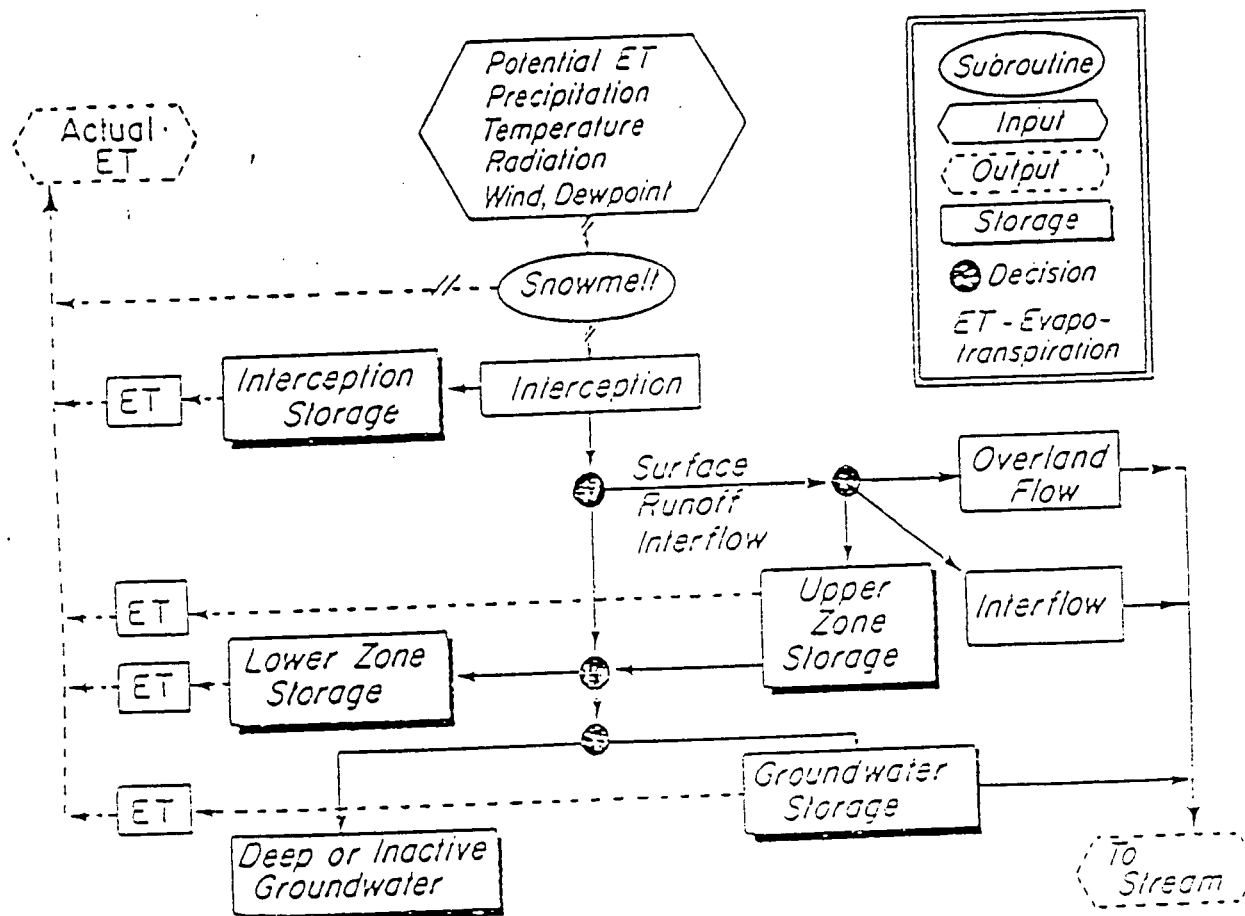 Potential ET
Precipitation
Temperature
Radiation
Wind, Dewpoint
Actual
ET
Subroutine
Input
Output
Storage
Decision
ET - Evapo-
transpiration
Snowmelt
ET
Interception
Storage
Interception
Surface
Runoff
Interflow
Overland
Flow
ET
Upper
Zone
Storage
Interflow
ET
Lower Zone
Storage
ET
Groundwater
Storage
Deep or Inactive
Groundwater
To
Stream